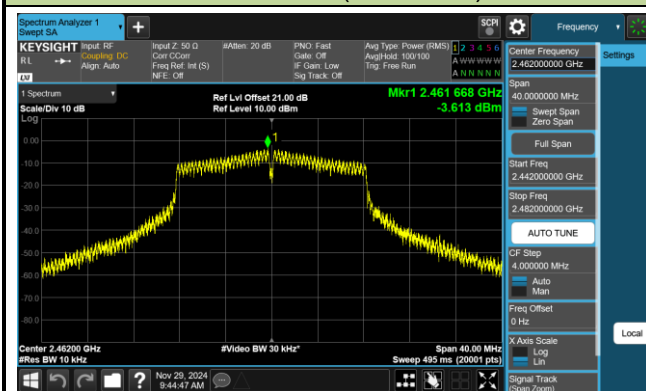 Spectrum Analyzer 1
Swept SA
+
SCPI
Frequency
KEYSIGHT
RL
Input: RF
Coupling: DC
Align: Auto
Input Z: 50 Ω
Corr CCorr
Freq Ref: Int (S)
NFE: Off
#Atten: 20 dB
PNO: Fast
Gate: Off
IF Gain: Low
Sig Track: Off
Avg Type: Power (RMS)
Avg|Hold: 100/100
Trig: Free Run
1 2 3 4 5 6
A W W W W W
A N N N N N
1 Spectrum
Scale/Div 10 dB
Log
Ref Lvl Offset 21.00 dB
Ref Level 10.00 dBm
Mkr1 2.461 668 GHz
-3.613 dBm
1
0.00
-10.0
-20.0
-30.0
-40.0
-50.0
-60.0
-70.0
-80.0
Center 2.46200 GHz
#Res BW 10 kHz
#Video BW 30 kHz*
Span 40.00 MHz
Sweep 495 ms (20001 pts)
Nov 29, 2024
9:44:47 AM
?
Center Frequency
2.462000000 GHz
Settings
Span
40.0000000 MHz
Swept Span
Zero Span
Full Span
Start Freq
2.442000000 GHz
Stop Freq
2.482000000 GHz
AUTO TUNE
CF Step
4.000000 MHz
Auto
Man
Freq Offset
0 Hz
X Axis Scale
Log
Lin
Local
Signal Track
(Span Zoom)